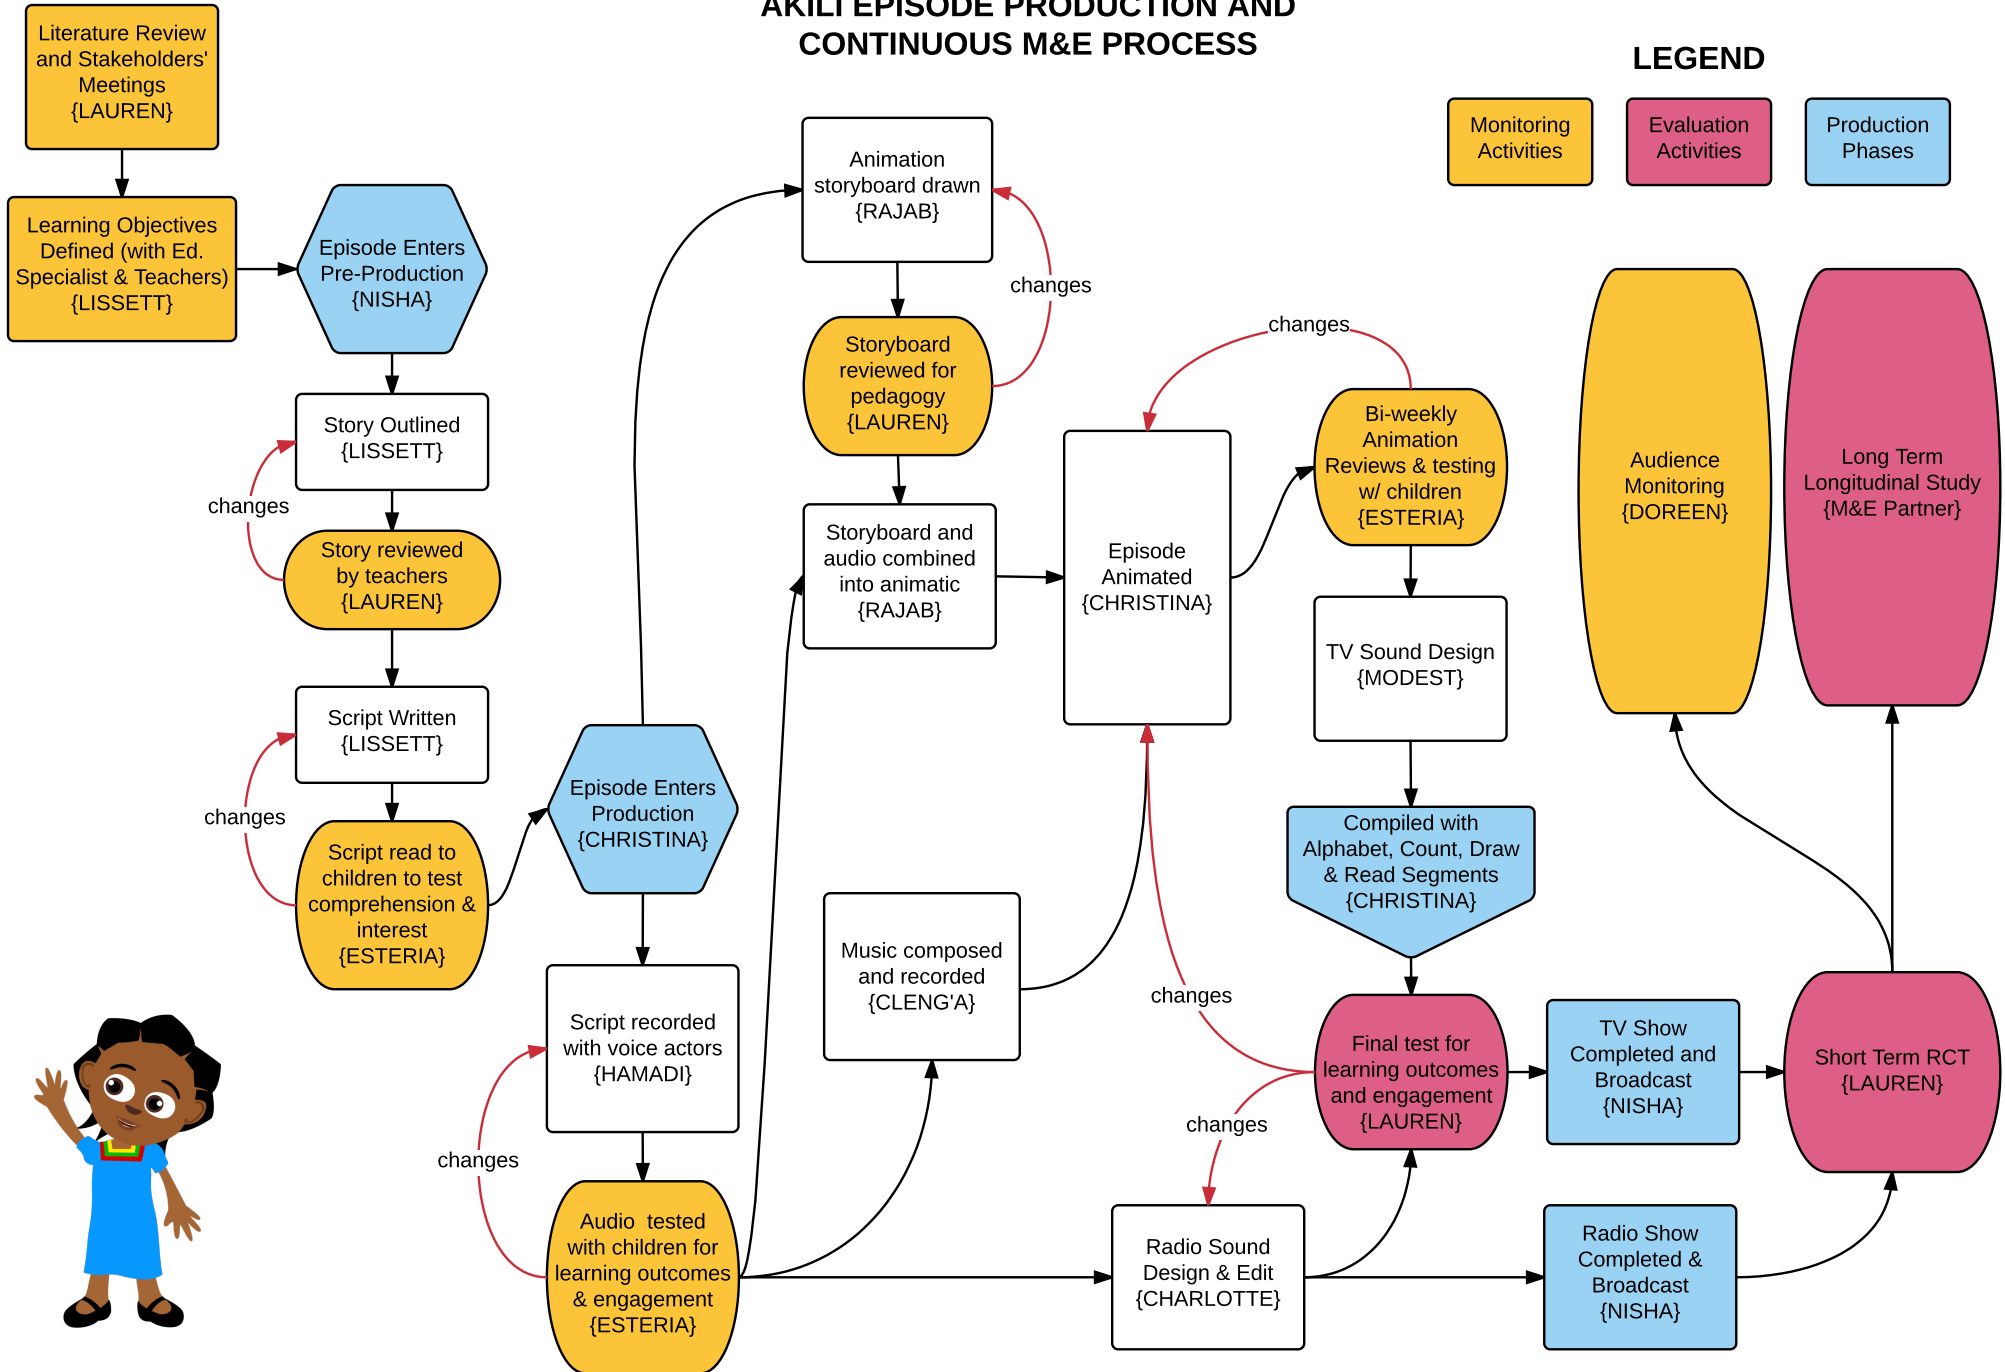 AKILI EPISODE PRODUCTION AND
CONTINUOUS M&E PROCESS
LEGEND
Monitoring
Activities
Evaluation
Activities
Production
Phases
Literature Review
and Stakeholders'
Meetings
{LAUREN}
Learning Objectives
Defined (with Ed.
Specialist & Teachers)
{LISSETT}
Episode Enters
Pre-Production
{NISHA}
Story Outlined
{LISSETT}
changes
Story reviewed
by teachers
{LAUREN}
Script Written
{LISSETT}
changes
Script read to
children to test
comprehension &
interest
{ESTERIA}
Episode Enters
Production
{CHRISTINA}
Script recorded
with voice actors
{HAMADI}
changes
Audio  tested
with children for
learning outcomes
& engagement
{ESTERIA}
Animation
storyboard drawn
{RAJAB}
changes
Storyboard
reviewed for
pedagogy
{LAUREN}
Storyboard and
audio combined
into animatic
{RAJAB}
Music composed
and recorded
{CLENG'A}
Episode
Animated
{CHRISTINA}
changes
Bi-weekly
Animation
Reviews & testing
w/ children
{ESTERIA}
TV Sound Design
{MODEST}
Compiled with
Alphabet, Count, Draw
& Read Segments
{CHRISTINA}
changes
Final test for
learning outcomes
and engagement
{LAUREN}
changes
Radio Sound
Design & Edit
{CHARLOTTE}
TV Show
Completed and
Broadcast
{NISHA}
Radio Show
Completed &
Broadcast
{NISHA}
Short Term RCT
{LAUREN}
Audience
Monitoring
{DOREEN}
Long Term
Longitudinal Study
{M&E Partner}